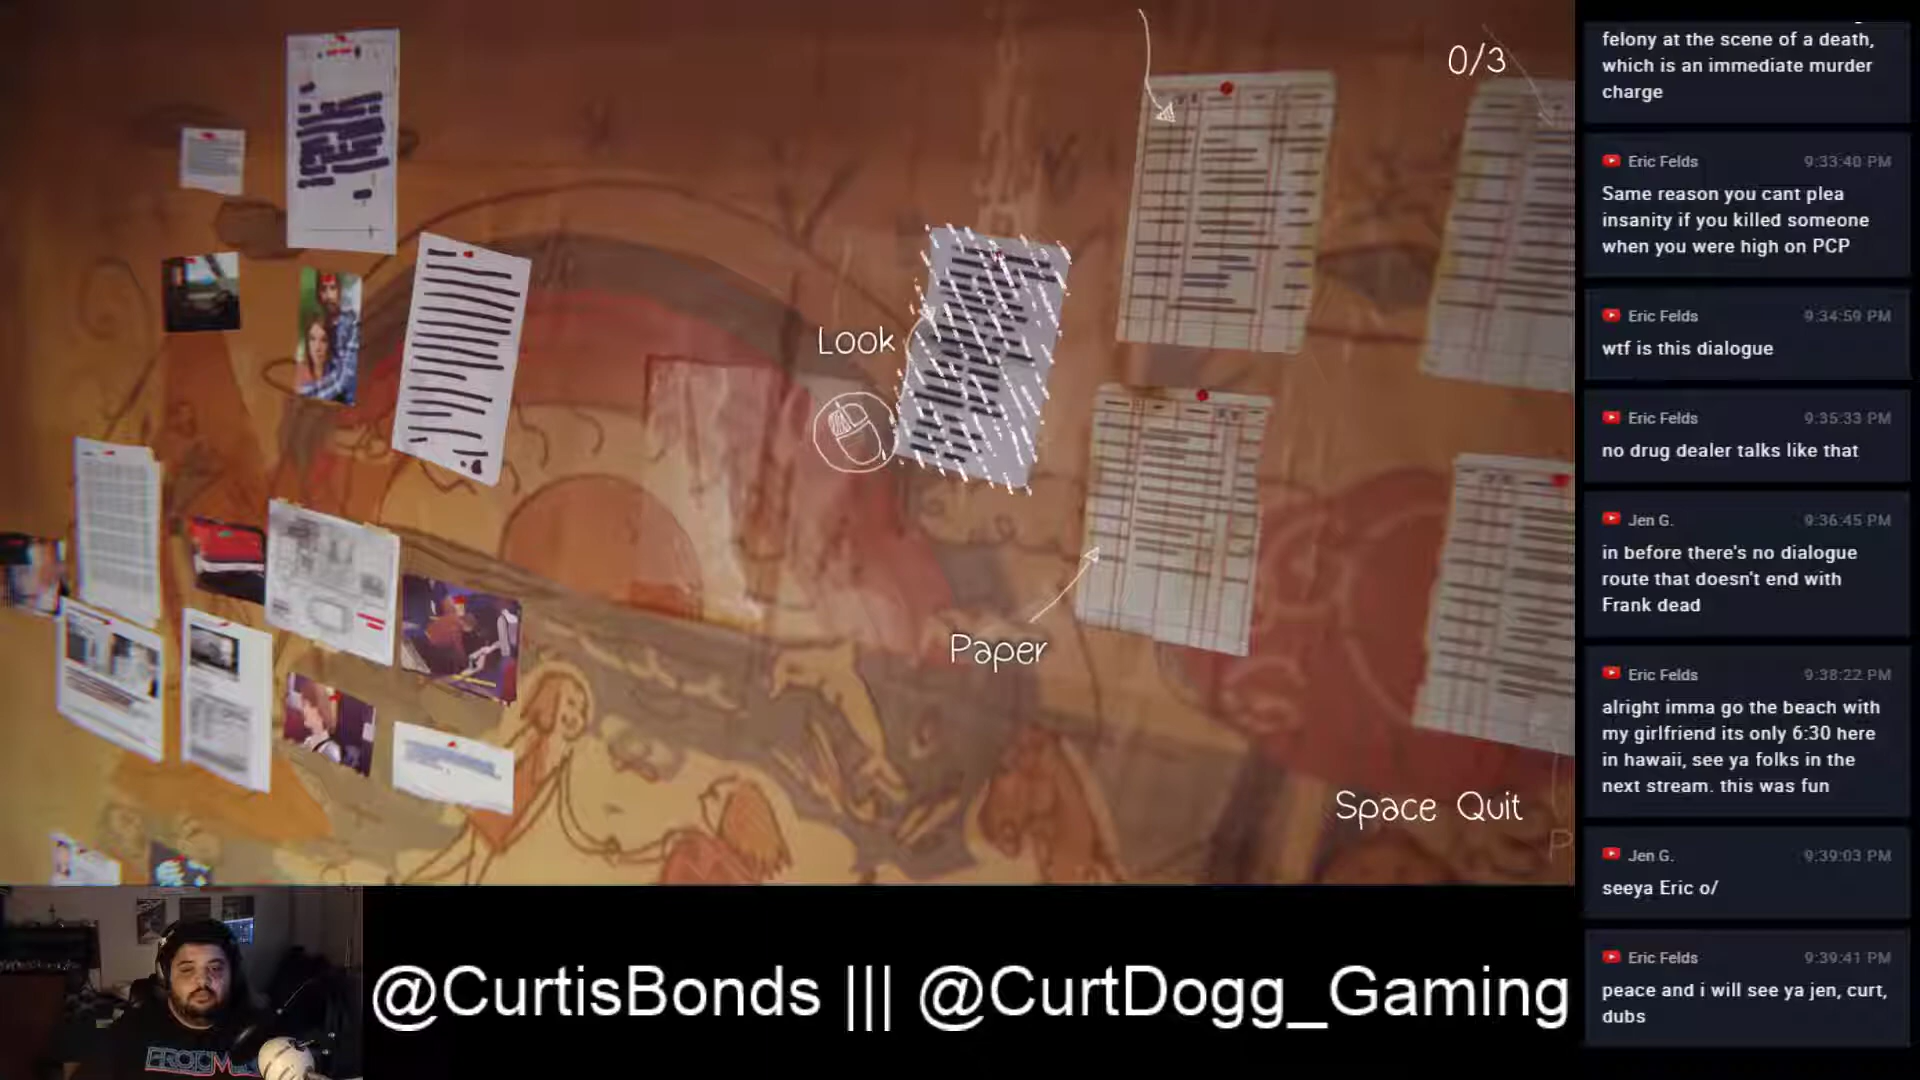 0/3
Look
Paper
Space Quit
felony at the scene of a death,
which is an immediate murder
charge
Eric Felds 9:33:40 PM
Same reason you cant plea
insanity if you killed someone
when you were high on PCP
Eric Felds 9:34:59 PM
wtf is this dialogue
Eric Felds 9:35:33 PM
no drug dealer talks like that
Jen G. 9:36:45 PM
in before there's no dialogue
route that doesn't end with
Frank dead
Eric Felds 9:38:22 PM
alright imma go the beach with
my girlfriend its only 6:30 here
in hawaii, see ya folks in the
next stream. this was fun
Jen G. 9:39:03 PM
seeya Eric o/
Eric Felds 9:39:41 PM
peace and i will see ya jen, curt,
dubs
@CurtisBonds ||| @CurtDogg_Gaming